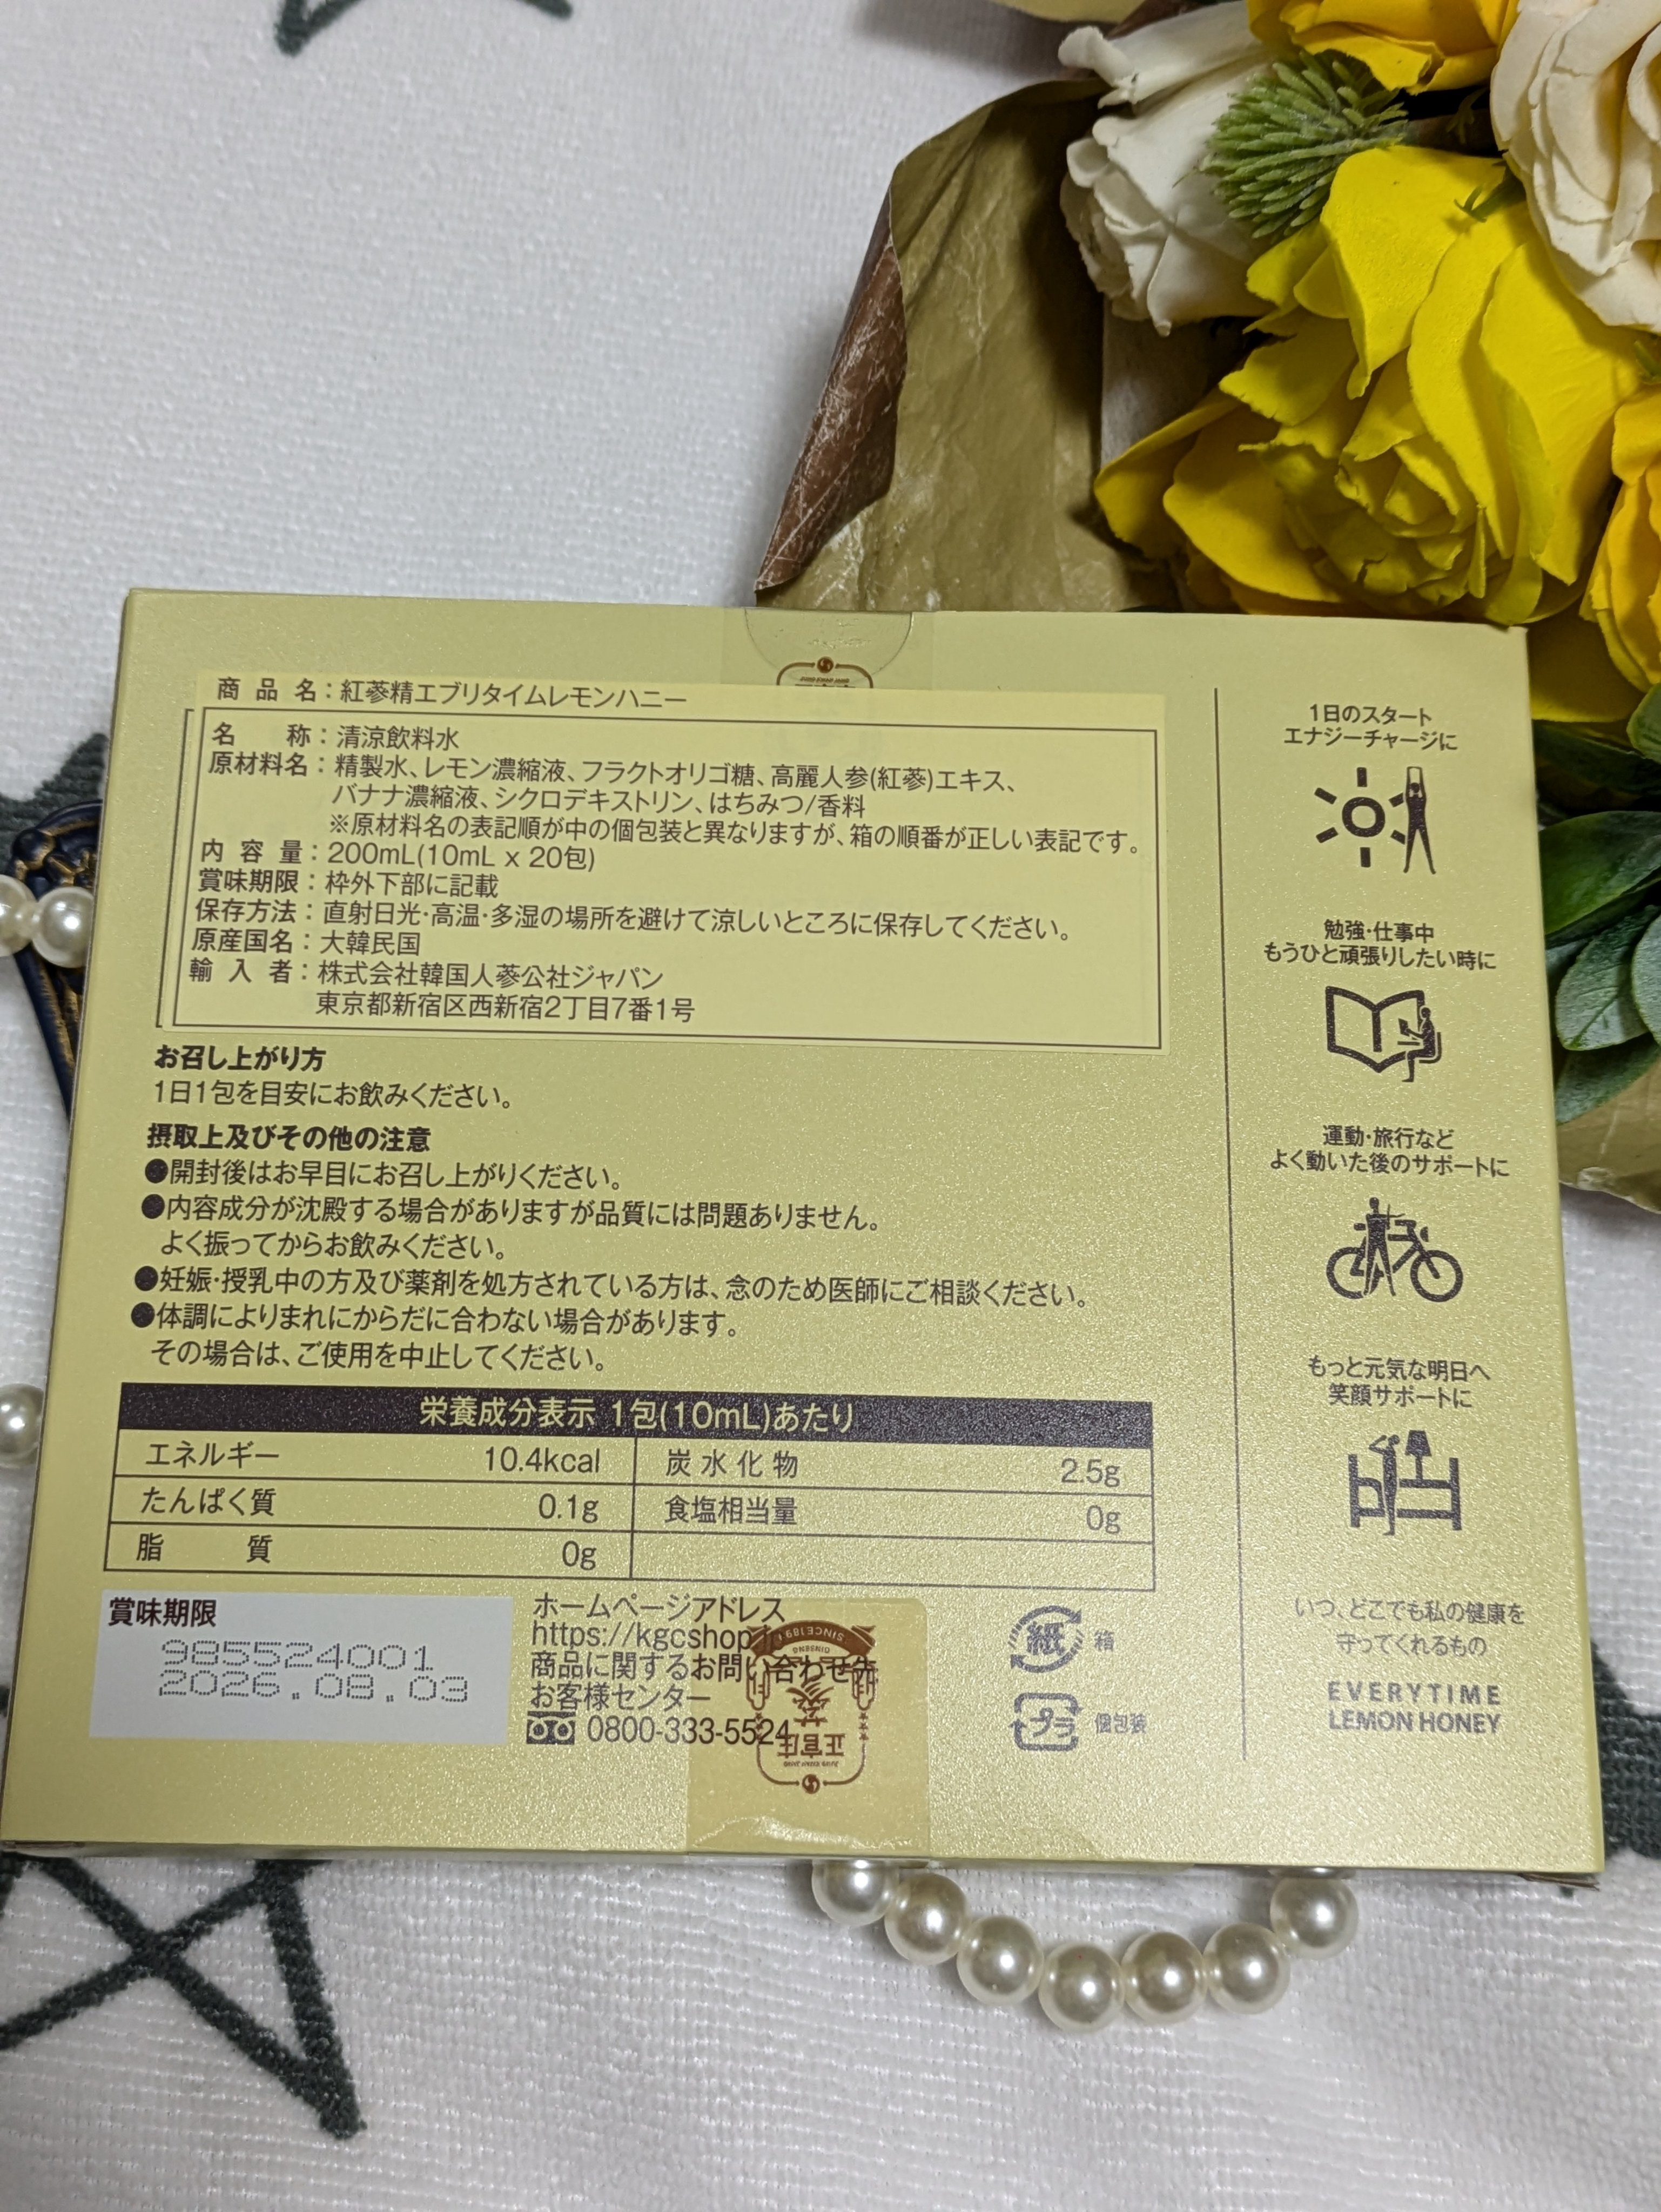 商品名：紅蔘精エブリタイムレモンハニー
名称：清涼飲料水
原材料名：精製水、レモン濃縮液、フラクトオリゴ糖、高麗人参(紅蔘)エキス、
バナナ濃縮液、シクロデキストリン、はちみつ/香料
※原材料名の表記順が中の個包装と異なりますが、箱の順番が正しい表記です。
内容量：200mL(10mL x 20包)
賞味期限：枠外下部に記載
保存方法：直射日光・高温・多湿の場所を避けて涼しいところに保存してください。
原産国名：大韓民国
輸入者：株式会社韓国人蔘公社ジャパン
東京都新宿区西新宿2丁目7番1号
お召し上がり方
1日1包を目安にお飲みください。
摂取上及びその他の注意
●開封後はお早目にお召し上がりください。
●内容成分が沈殿する場合がありますが品質には問題ありません。
よく振ってからお飲みください。
●妊娠・授乳中の方及び薬剤を処方されている方は、念のため医師にご相談ください。
●体調によりまれにからだに合わない場合があります。
その場合は、ご使用を中止してください。
栄養成分表示 1包(10mL)あたり
エネルギー 10.4kcal 炭水化物 2.5g
たんぱく質 0.1g 食塩相当量 0g
脂質 0g
賞味期限
985524001
2026.08.03
ホームページアドレス
https://kgcshop
商品に関するお問い合わせ先
お客様センター
0800-333-5524
SINCE1899
GINSENG
蔘
正官庄
紙 箱
プラ 個包装
1日のスタート
エナジーチャージに
勉強・仕事中
もうひと頑張りしたい時に
運動・旅行など
よく動いた後のサポートに
もっと元気な明日へ
笑顔サポートに
いつ、どこでも私の健康を
守ってくれるもの
EVERYTIME
LEMON HONEY